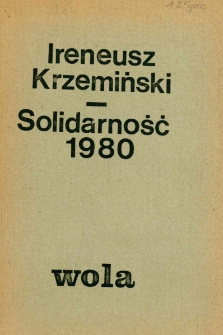 Ireneusz
Krzemiński
—
Solidarność
1980
wola